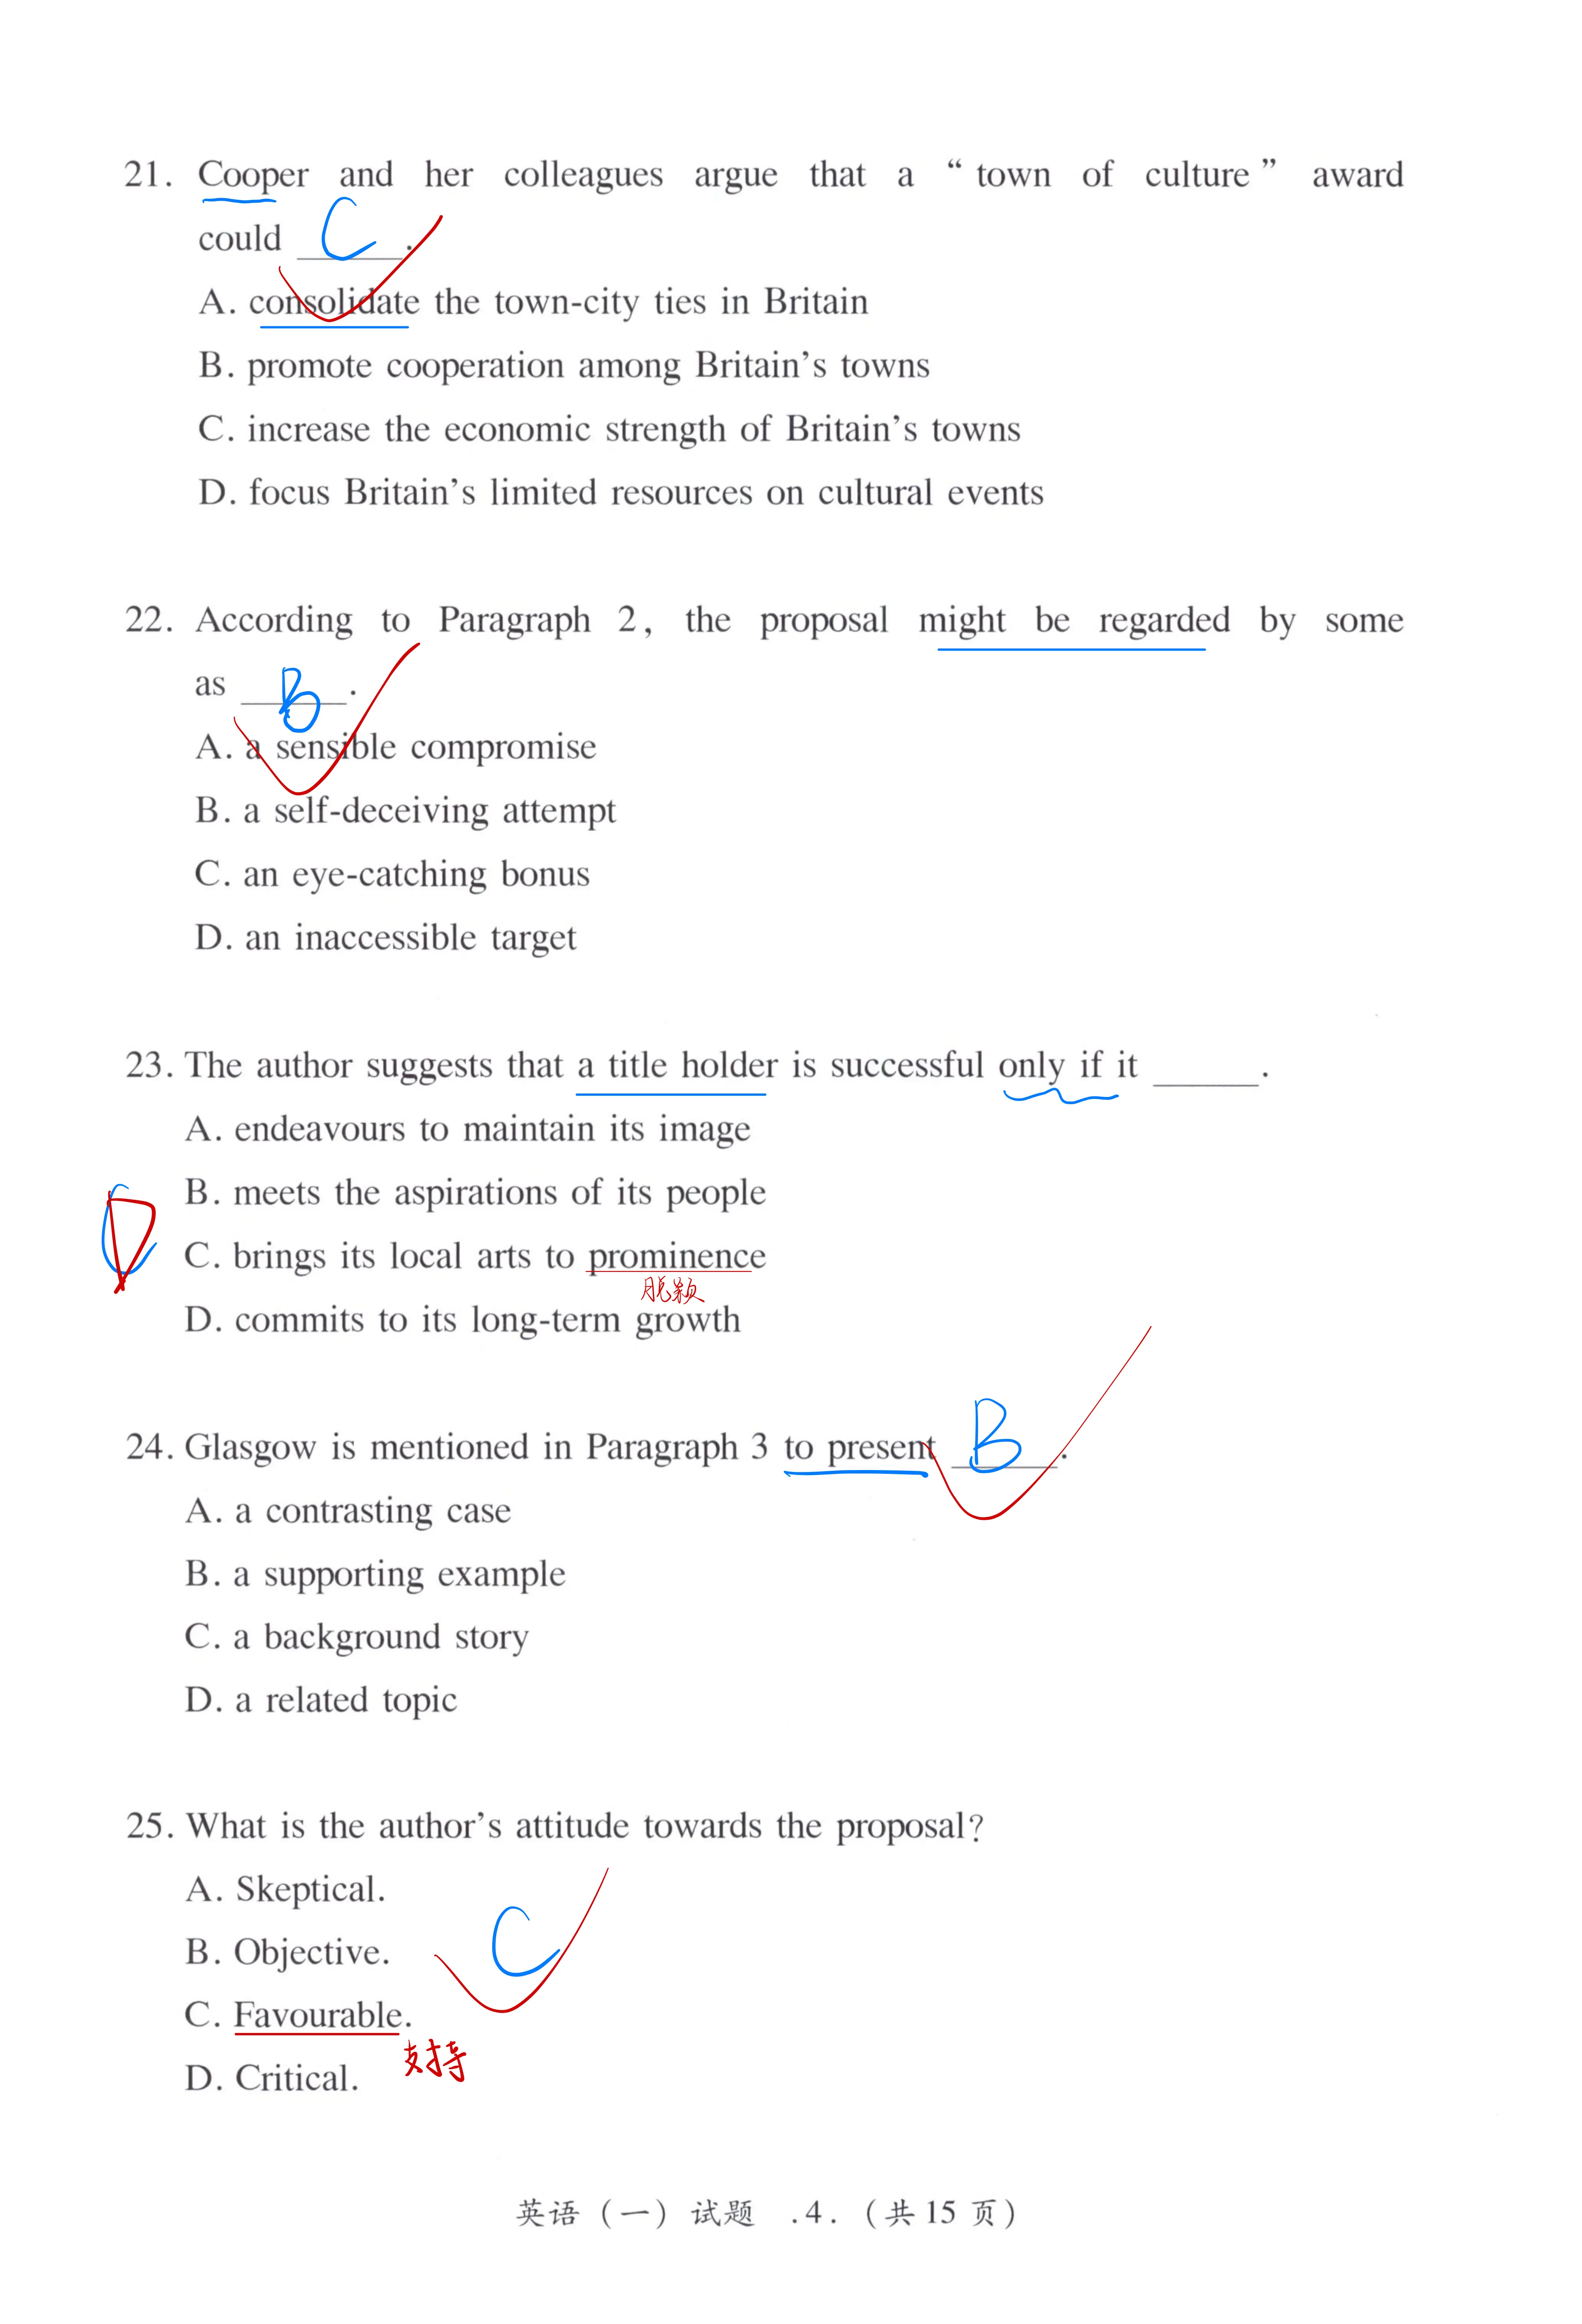 21. Cooper and her colleagues argue that a “town of culture” award
could ______.
C
A. consolidate the town-city ties in Britain
B. promote cooperation among Britain’s towns
C. increase the economic strength of Britain’s towns
D. focus Britain’s limited resources on cultural events
22. According to Paragraph 2, the proposal might be regarded by some
as ______.
B
A. a sensible compromise
B. a self-deceiving attempt
C. an eye-catching bonus
D. an inaccessible target
23. The author suggests that a title holder is successful only if it ______.
A. endeavours to maintain its image
B. meets the aspirations of its people
C D
C. brings its local arts to prominence
脱颖
D. commits to its long-term growth
24. Glasgow is mentioned in Paragraph 3 to present ______.
B
A. a contrasting case
B. a supporting example
C. a background story
D. a related topic
25. What is the author’s attitude towards the proposal?
A. Skeptical.
B. Objective.
C
C. Favourable.
支持
D. Critical.
英语（一）试题 .4.（共15 页）